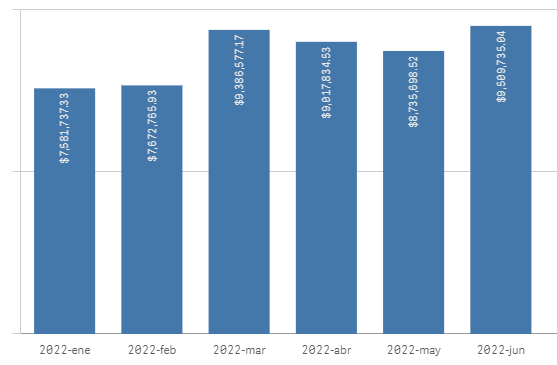 $7,581,737.33
$7,672,765.93
$9,386,577.17
$9,017,834.53
$8,735,698.52
$9,509,735.04
2022-ene
2022-feb
2022-mar
2022-abr
2022-may
2022-jun